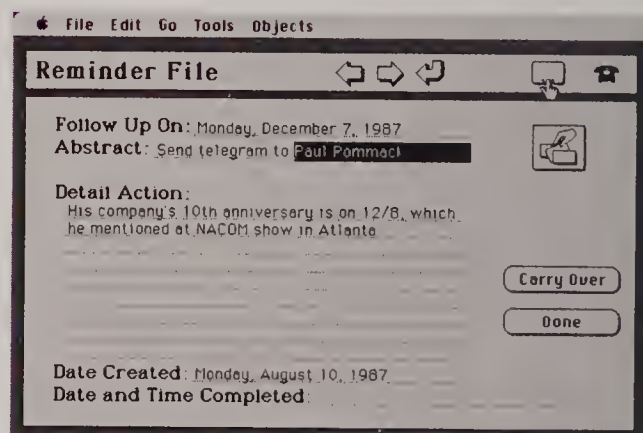 File Edit Go Tools Objects
Reminder File
Follow Up On: Monday, December 7, 1987
Abstract: Send telegram to Paul Pommack
Detail Action:
His company's 10th anniversary is on 12/8, which
he mentioned at NACOM show in Atlanta
Carry Over
Done
Date Created: Monday, August 10, 1987
Date and Time Completed: